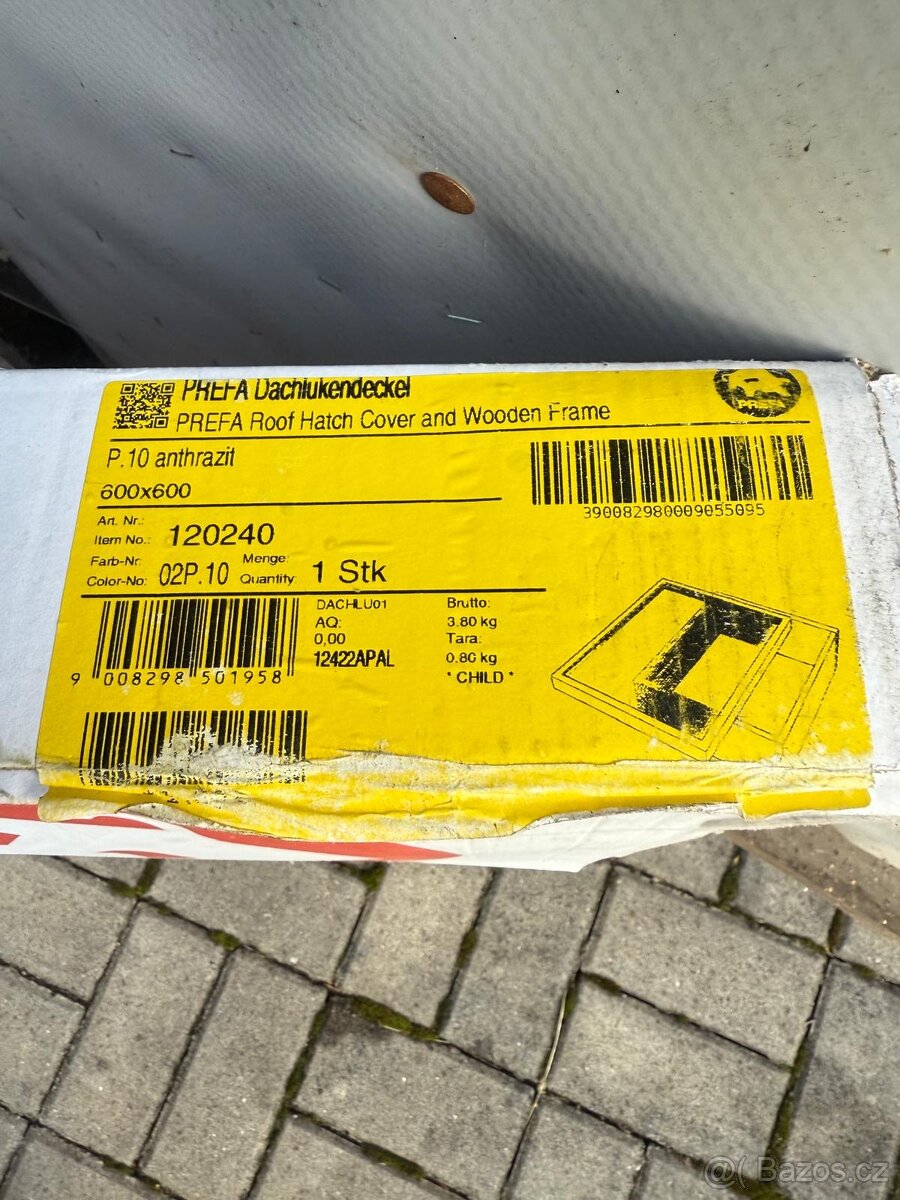 PREFA Dachlukendeckel
PREFA Roof Hatch Cover and Wooden Frame
P.10 anthrazit
600x600
390082980009055095
Art. Nr.:
Item No.: 120240
Farb-Nr:
Color-No: 02P.10
Menge:
Quantity: 1 Stk
9 008298 501958
DACHLU01
AQ:
0,00
12422APAL
Brutto:
3.80 kg
Tara:
0.80 kg
* CHILD *
PREFA
@( Bazos.cz